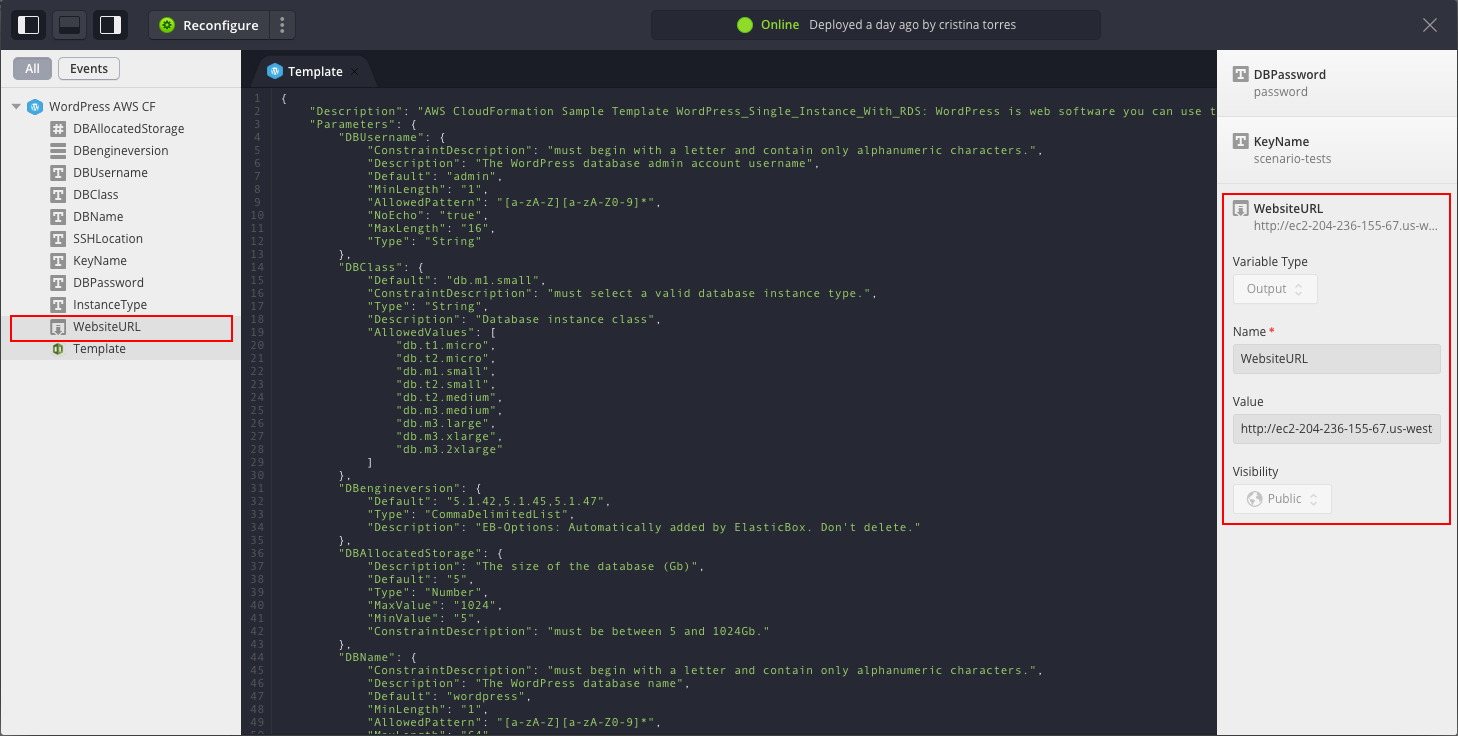 Reconfigure
Online Deployed a day ago by cristina torres
All Events
WordPress AWS CF
DBAllocatedStorage
DBengineversion
DBUsername
DBClass
DBName
SSHLocation
KeyName
DBPassword
InstanceType
WebsiteURL
Template
Template
1 {
2 "Description": "AWS CloudFormation Sample Template WordPress_Single_Instance_With_RDS: WordPress is web software you can use t
3 "Parameters": {
4 "DBUsername": {
5 "ConstraintDescription": "must begin with a letter and contain only alphanumeric characters.",
6 "Description": "The WordPress database admin account username",
7 "Default": "admin",
8 "MinLength": "1",
9 "AllowedPattern": "[a-zA-Z][a-zA-Z0-9]*",
10 "NoEcho": "true",
11 "MaxLength": "16",
12 "Type": "String"
13 },
14 "DBClass": {
15 "Default": "db.m1.small",
16 "ConstraintDescription": "must select a valid database instance type.",
17 "Type": "String",
18 "Description": "Database instance class",
19 "AllowedValues": [
20 "db.t1.micro",
21 "db.t2.micro",
22 "db.m1.small",
23 "db.t2.small",
24 "db.t2.medium",
25 "db.m3.medium",
26 "db.m3.large",
27 "db.m3.xlarge",
28 "db.m3.2xlarge"
29 ]
30 },
31 "DBengineversion": {
32 "Default": "5.1.42,5.1.45,5.1.47",
33 "Type": "CommaDelimitedList",
34 "Description": "EB-Options: Automatically added by ElasticBox. Don't delete."
35 },
36 "DBAllocatedStorage": {
37 "Description": "The size of the database (Gb)",
38 "Default": "5",
39 "Type": "Number",
40 "MaxValue": "1024",
41 "MinValue": "5",
42 "ConstraintDescription": "must be between 5 and 1024Gb."
43 },
44 "DBName": {
45 "ConstraintDescription": "must begin with a letter and contain only alphanumeric characters.",
46 "Description": "The WordPress database name",
47 "Default": "wordpress",
48 "MinLength": "1",
49 "AllowedPattern": "[a-zA-Z][a-zA-Z0-9]*",
DBPassword
password
KeyName
scenario-tests
WebsiteURL
http://ec2-204-236-155-67.us-w...
Variable Type
Output
Name *
WebsiteURL
Value
http://ec2-204-236-155-67.us-west
Visibility
Public